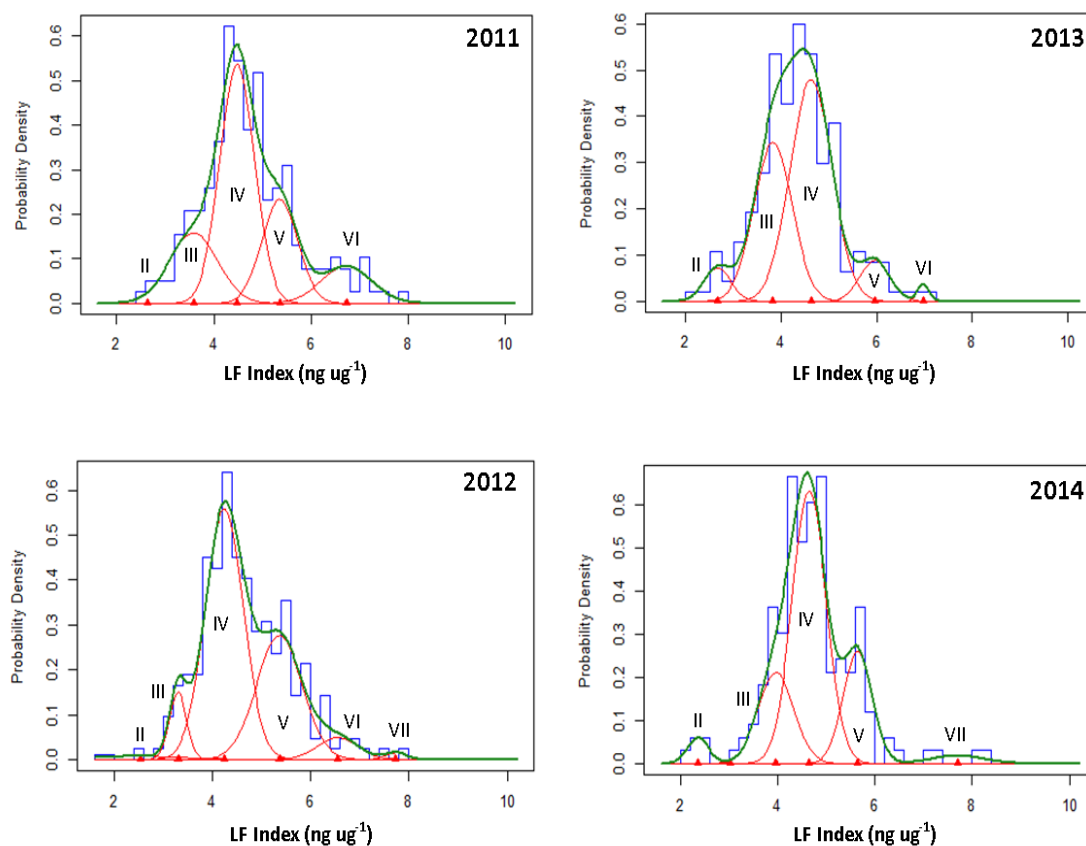 2011
Probability Density
0.0 0.1 0.2 0.3 0.4 0.5 0.6
II III IV V VI
2 4 6 8 10
LF Index (ng ug-1)
2013
Probability Density
0.0 0.1 0.2 0.3 0.4 0.5 0.6
II III IV V VI
2 4 6 8 10
LF Index (ng ug-1)
2012
Probability Density
0.0 0.1 0.2 0.3 0.4 0.5 0.6
II III IV V VI VII
2 4 6 8 10
LF Index (ng ug-1)
2014
Probability Density
0.0 0.1 0.2 0.3 0.4 0.5 0.6
II III IV V VII
2 4 6 8 10
LF Index (ng ug-1)